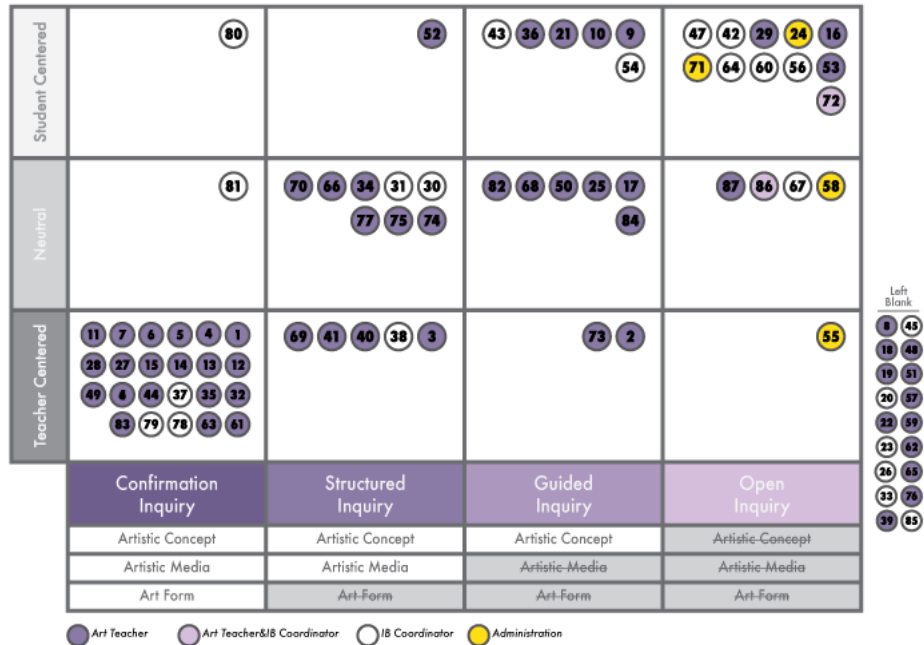 Student Centered
80
52
43 36 21 10 9
54
47 42 29 24 16
71 64 60 56 53
72
Neutral
81
70 66 34 31 30
77 75 74
82 68 50 25 17
84
87 86 67 58
Teacher Centered
11 7 6 5 4 1
28 27 15 14 13 12
49 6 44 37 35 32
83 79 78 63 61
69 41 40 38 3
73 2
55
Left
Blank
8 45
18 48
19 51
20 57
22 59
23 62
26 65
33 76
39 85
Confirmation
Inquiry
Structured
Inquiry
Guided
Inquiry
Open
Inquiry
Artistic Concept
Artistic Concept
Artistic Concept
Artistic Concept
Artistic Media
Artistic Media
Artistic Media
Artistic Media
Art Form
Art Form
Art Form
Art Form
Art Teacher
Art Teacher&IB Coordinator
IB Coordinator
Administration